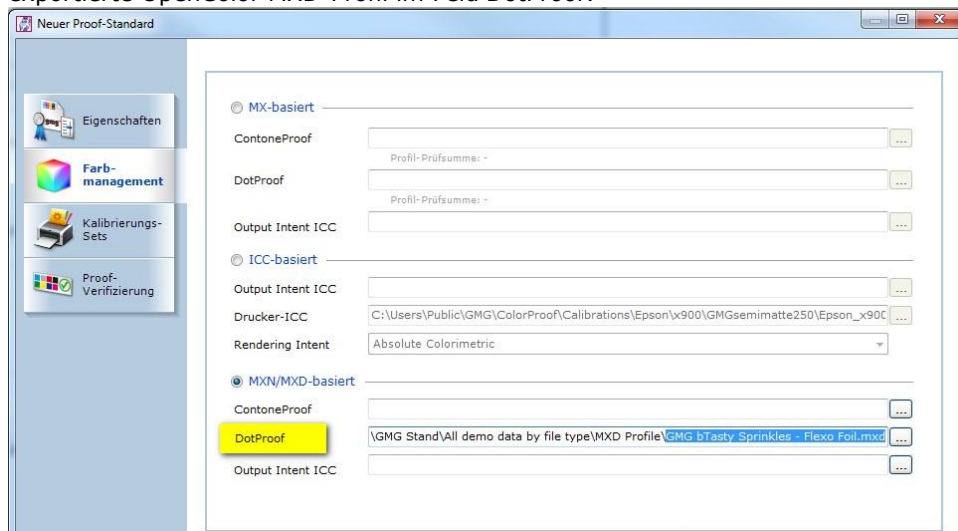 exportierte OpenColor MXD-Profil im Feld DotProof.
Neuer Proof-Standard
Eigenschaften
Farb-
management
Kalibrierungs-
Sets
Proof-
Verifizierung
MX-basiert
ContoneProof
...
Profil-Prüfsumme: -
DotProof
...
Profil-Prüfsumme: -
Output Intent ICC
...
ICC-basiert
Output Intent ICC
...
Drucker-ICC
C:\Users\Public\GMG\ColorProof\Calibrations\Epson\x900\GMGsemimatte250\Epson_x900
...
Rendering Intent
Absolute Colorimetric
MXN/MXD-basiert
ContoneProof
...
DotProof
\GMG Stand\All demo data by file type\MXD Profile\GMG bTasty Sprinkles - Flexo Foil.mxd
...
Output Intent ICC
...